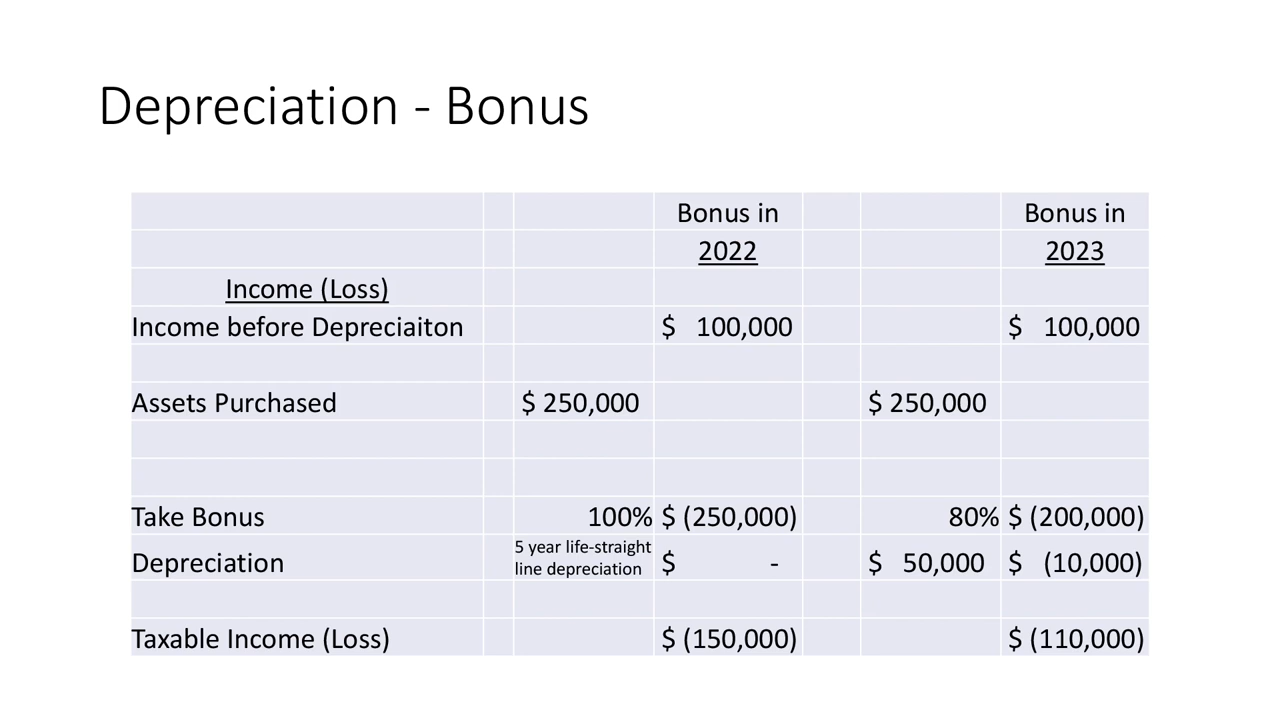 Depreciation - Bonus
Bonus in Bonus in
2022 2023
Income (Loss)
Income before Depreciaiton $ 100,000 $ 100,000
Assets Purchased $ 250,000 $ 250,000
Take Bonus 100% $ (250,000) 80% $ (200,000)
Depreciation 5 year life-straight line depreciation $ - $ 50,000 $ (10,000)
Taxable Income (Loss) $ (150,000) $ (110,000)